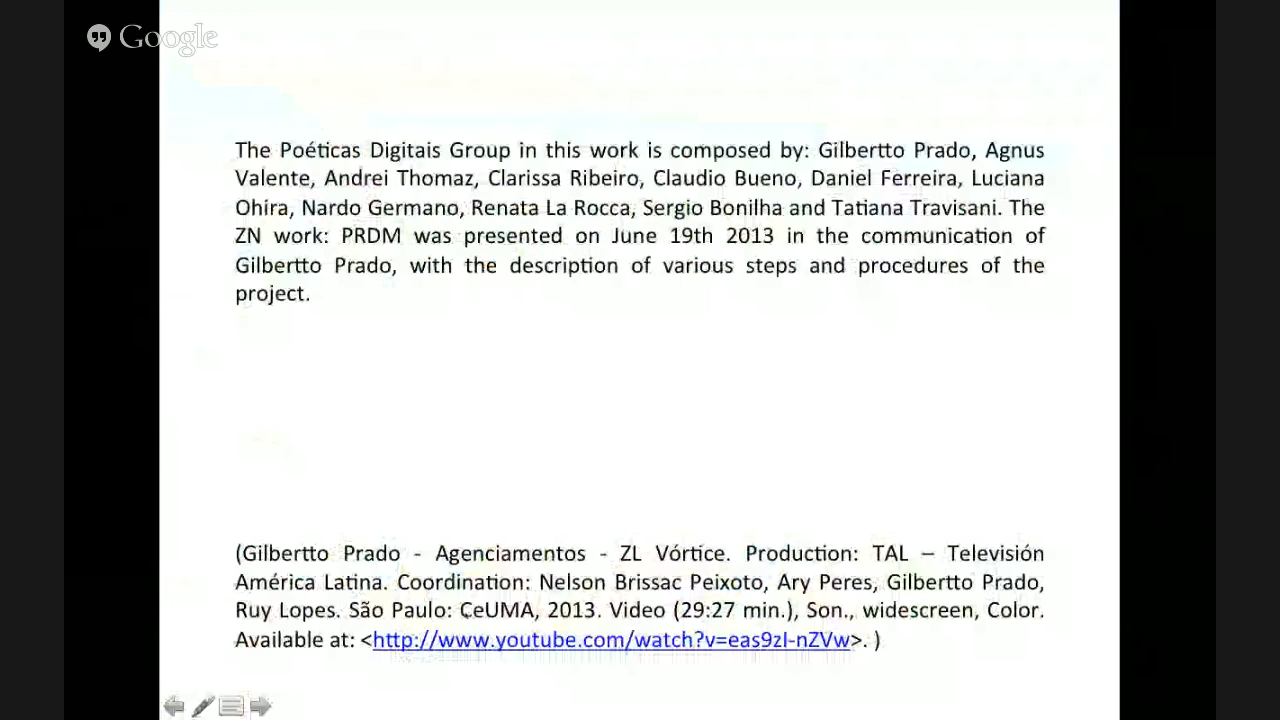 Google
The Poéticas Digitais Group in this work is composed by: Gilbertto Prado, Agnus
Valente, Andrei Thomaz, Clarissa Ribeiro, Claudio Bueno, Daniel Ferreira, Luciana
Ohira, Nardo Germano, Renata La Rocca, Sergio Bonilha and Tatiana Travisani. The
ZN work: PRDM was presented on June 19th 2013 in the communication of
Gilbertto Prado, with the description of various steps and procedures of the
project.
(Gilbertto Prado - Agenciamentos - ZL Vórtice. Production: TAL – Televisión
América Latina. Coordination: Nelson Brissac Peixoto, Ary Peres, Gilbertto Prado,
Ruy Lopes. São Paulo: CeUMA, 2013. Video (29:27 min.), Son., widescreen, Color.
Available at: <http://www.youtube.com/watch?v=eas9zI-nZVw>. )